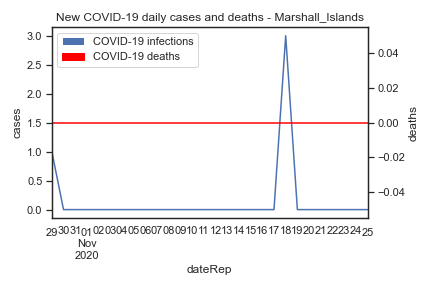 New COVID-19 daily cases and deaths - Marshall_Islands
COVID-19 infections
COVID-19 deaths
3.0
2.5
2.0
1.5
1.0
0.5
0.0
cases
0.04
0.02
0.00
−0.02
−0.04
deaths
29 30 31 01 02 03 04 05 06 07 08 09 10 11 12 13 14 15 16 17 18 19 20 21 22 23 24 25
Nov
2020
dateRep